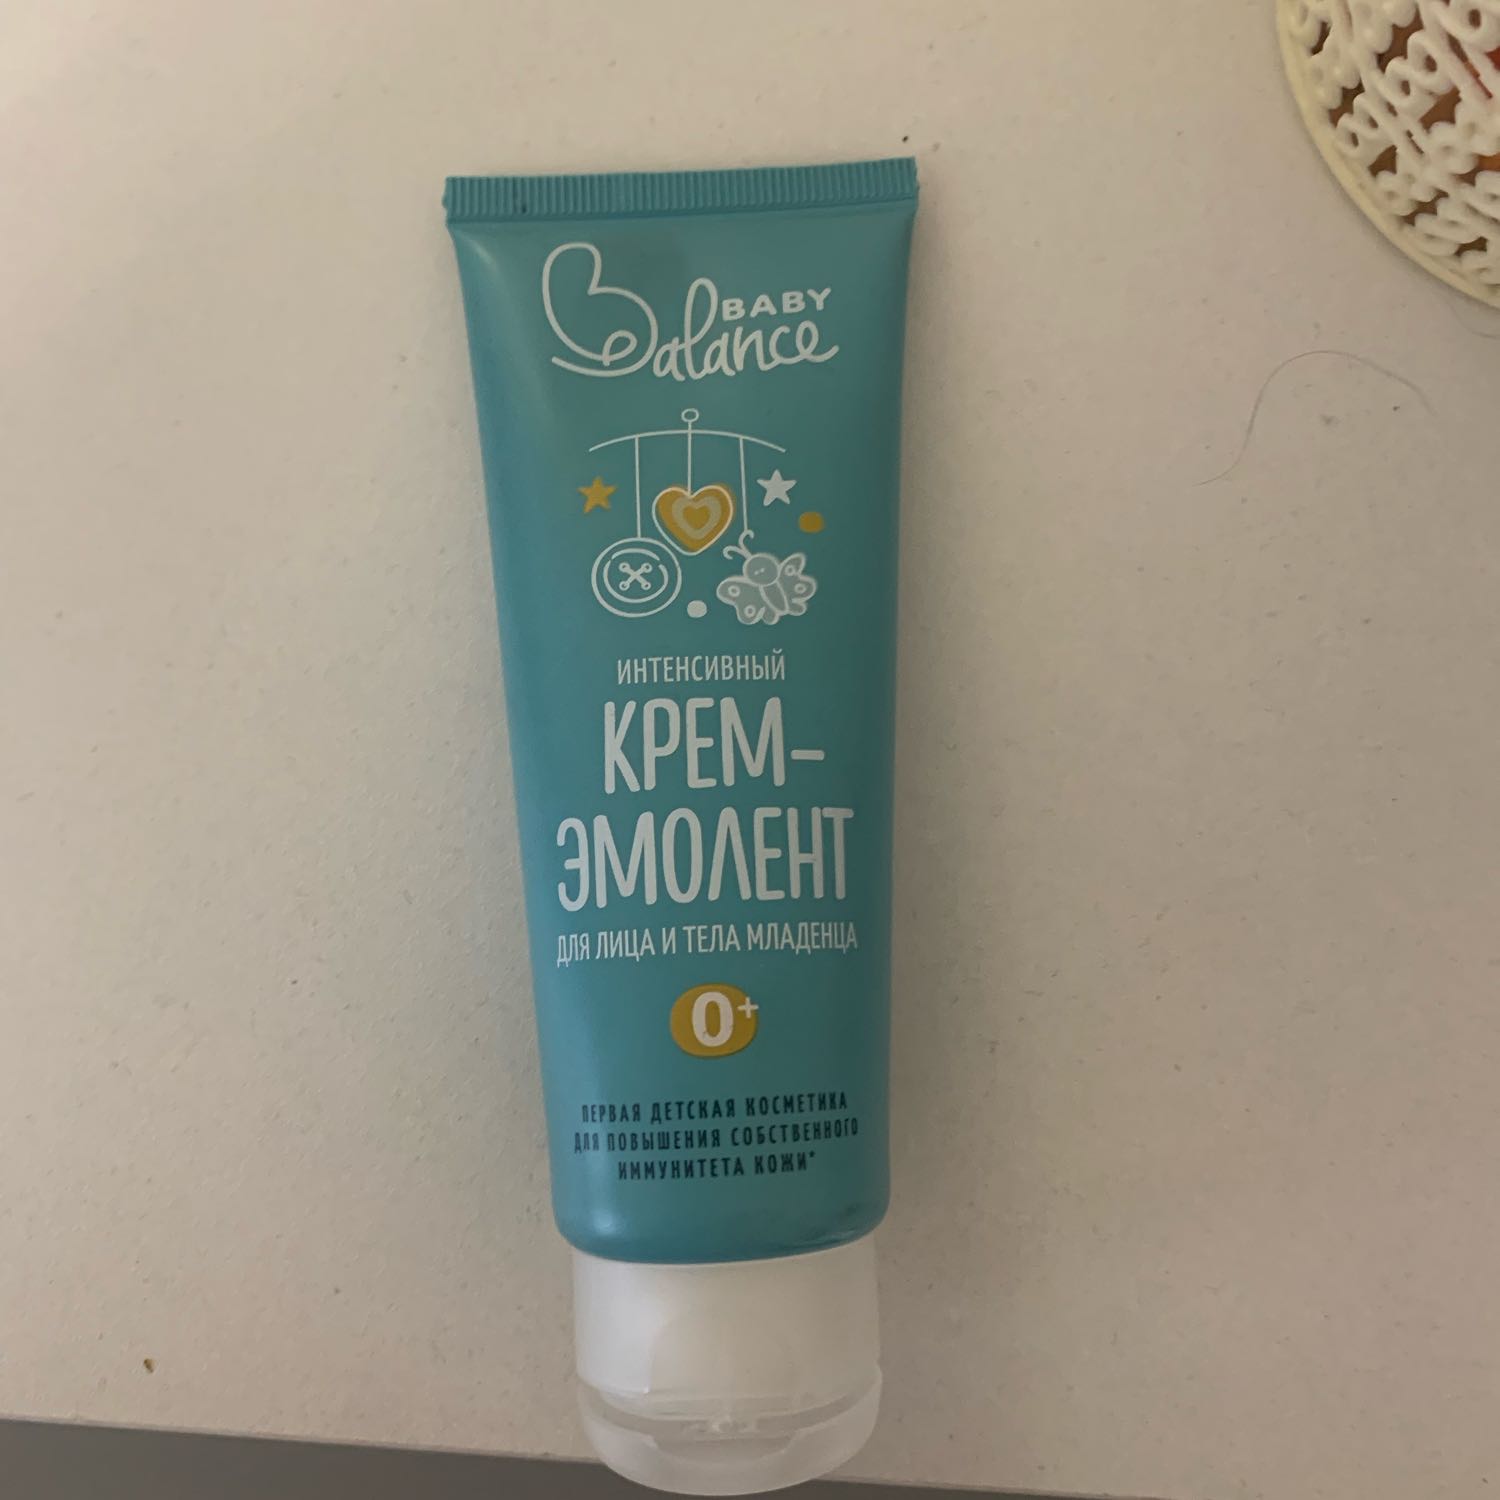 BABY
Balance
ИНТЕНСИВНЫЙ
КРЕМ-
ЭМОЛЕНТ
ДЛЯ ЛИЦА И ТЕЛА МЛАДЕНЦА
0+
ПЕРВАЯ ДЕТСКАЯ КОСМЕТИКА
ДЛЯ ПОВЫШЕНИЯ СОБСТВЕННОГО
ИММУНИТЕТА КОЖИ*